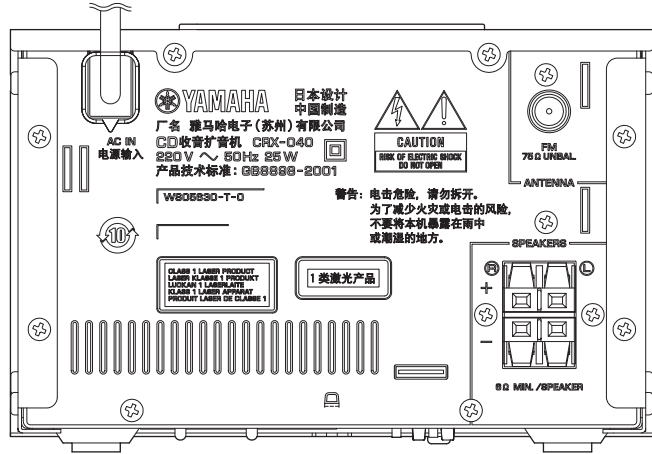 YAMAHA
日本设计
中国制造
厂名 雅马哈电子(苏州)有限公司
CD收音扩音机 CRX-040
220V ~ 50Hz 25W
产品技术标准: GB8898-2001
W805630-T-0
AC IN
电源输入
CAUTION
RISK OF ELECTRIC SHOCK
DO NOT OPEN
FM
75Ω UNBAL
ANTENNA
警告: 电击危险, 请勿拆开。
为了减少火灾或电击的风险,
不要将本机暴露在雨中
或潮湿的地方。
10
CLASS 1 LASER PRODUCT
LASER KLASSE 1 PRODUKT
LUOKAN 1 LASERLAITE
KLASS 1 LASER APPARAT
PRODUIT LASER DE CLASSE 1
1类激光产品
SPEAKERS
R L
+
−
6Ω MIN. /SPEAKER